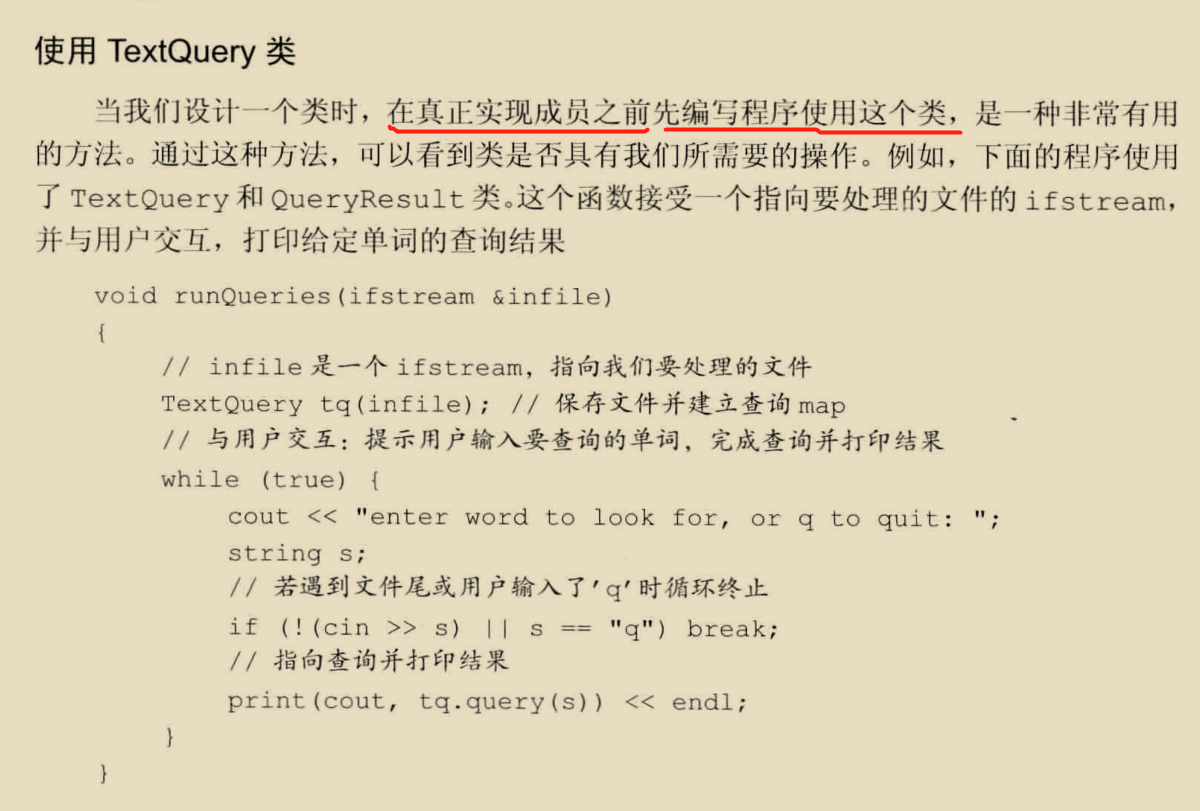 使用 TextQuery 类
当我们设计一个类时，在真正实现成员之前先编写程序使用这个类，是一种非常有用
的方法。通过这种方法，可以看到类是否具有我们所需要的操作。例如，下面的程序使用
了 TextQuery 和 QueryResult 类。这个函数接受一个指向要处理的文件的 ifstream，
并与用户交互，打印给定单词的查询结果
void runQueries(ifstream &infile)
{
// infile 是一个 ifstream，指向我们要处理的文件
TextQuery tq(infile); // 保存文件并建立查询 map
// 与用户交互：提示用户输入要查询的单词，完成查询并打印结果
while (true) {
cout << "enter word to look for, or q to quit: ";
string s;
// 若遇到文件尾或用户输入了'q'时循环终止
if (!(cin >> s) || s == "q") break;
// 指向查询并打印结果
print(cout, tq.query(s)) << endl;
}
}